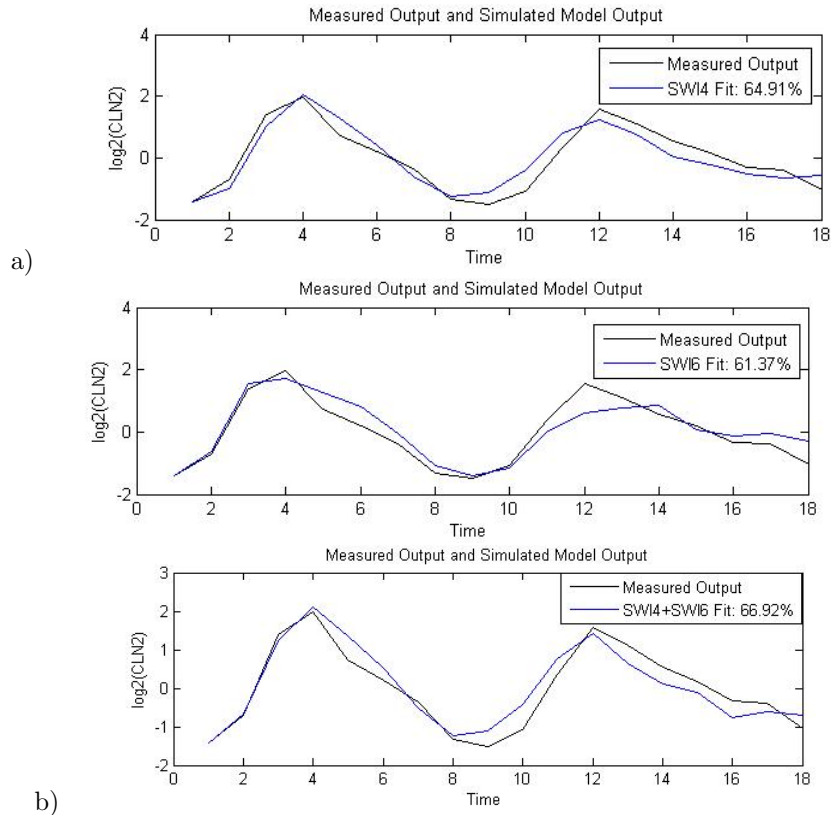 Measured Output and Simulated Model Output
4
2
0
-2
log2(CLN2)
Measured Output
SWI4 Fit: 64.91%
0 2 4 6 8 10 12 14 16 18
Time
a)
Measured Output and Simulated Model Output
4
2
0
-2
log2(CLN2)
Measured Output
SWI6 Fit: 61.37%
0 2 4 6 8 10 12 14 16 18
Time
Measured Output and Simulated Model Output
3
2
1
0
-1
-2
log2(CLN2)
Measured Output
SWI4+SWI6 Fit: 66.92%
0 2 4 6 8 10 12 14 16 18
Time
b)